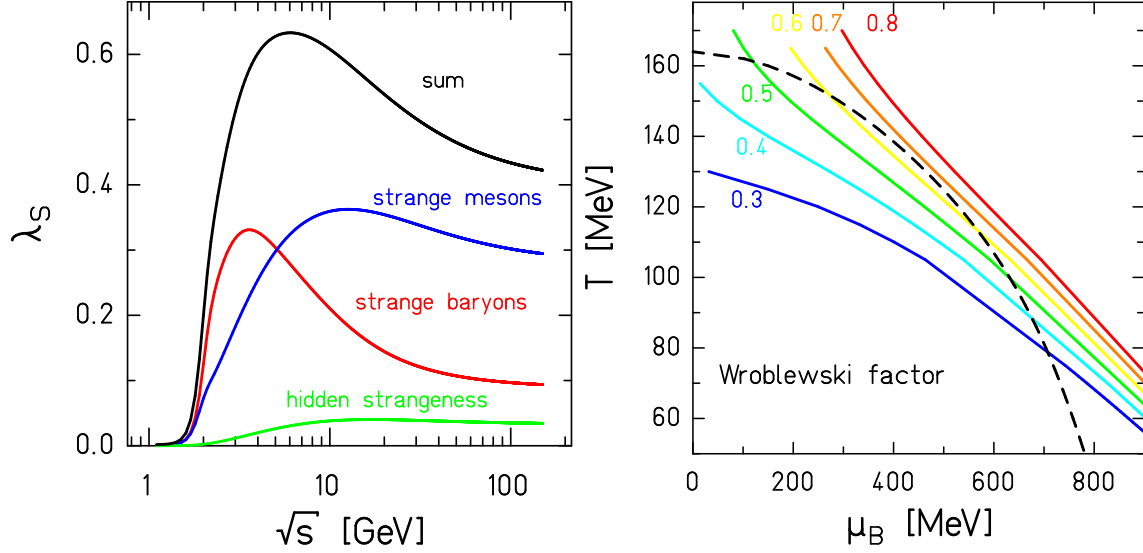 0.6
0.4
0.2
0.0
λS
sum
strange mesons
strange baryons
hidden strangeness
1
10
100
√s [GeV]
160
140
120
100
80
60
T [MeV]
0.6
0.7
0.8
0.5
0.4
0.3
Wroblewski factor
0
200
400
600
800
μB [MeV]